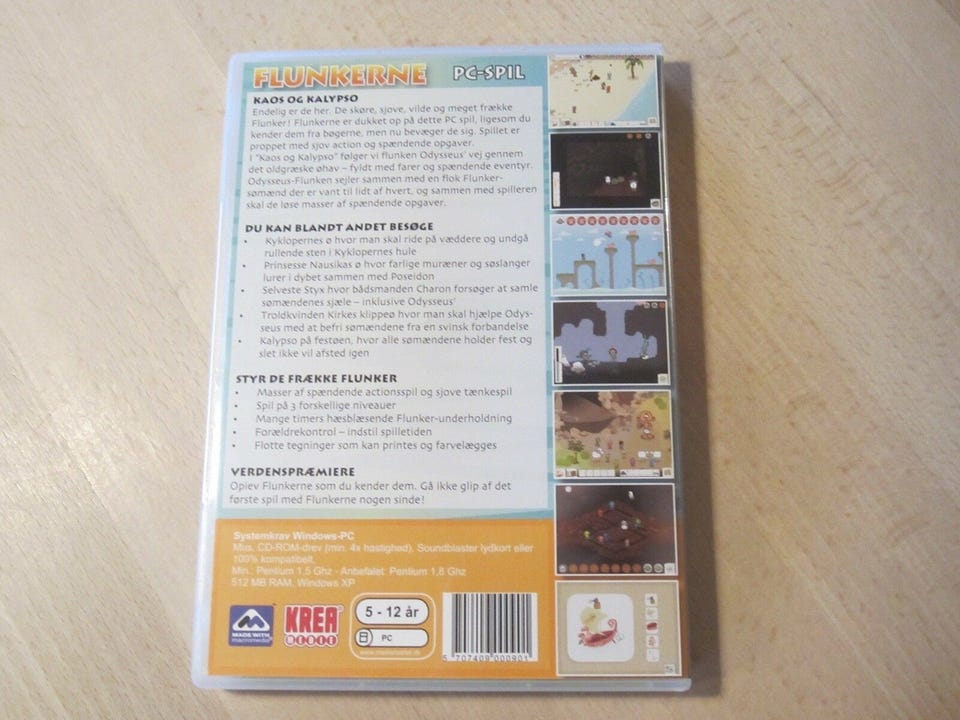 FLUNKERNE PC-SPIL
KAOS OG KALYPSO
Endelig er de her. De skøre, sjove, vilde og meget frække
Flunker! Flunkerne er dukket op på dette PC spil, ligesom du
kender dem fra bøgerne, men nu bevæger de sig. Spillet er
proppet med sjov action og spændende opgaver.
I "Kaos og Kalypso" følger vi flunken Odysseus' vej gennem
det oldgræske øhav – fyldt med farer og spændende eventyr.
Odysseus-Flunken sejler sammen med en flok Flunker-
sømænd der er vant til lidt af hvert, og sammen med spilleren
skal de løse masser af spændende opgaver.
DU KAN BLANDT ANDET BESØGE
• Kyklopernes ø hvor man skal ride på væddere og undgå
rullende sten i Kyklopernes hule
• Prinsesse Nausikas ø hvor farlige muræner og søslanger
lurer i dybet sammen med Poseidon
• Selveste Styx hvor bådsmanden Charon forsøger at samle
sømændenes sjæle – inklusive Odysseus'
• Troldkvinden Kirkes klippeø hvor man skal hjælpe Odys-
seus med at befri sømændene fra en svinsk forbandelse
• Kalypso på festøen, hvor alle sømændene holder fest og
slet ikke vil afsted igen
STYR DE FRÆKKE FLUNKER
• Masser af spændende actionspil og sjove tænkespil
• Spil på 3 forskellige niveauer
• Mange timers hæsblæsende Flunker-underholdning
• Forældrekontrol – indstil spilletiden
• Flotte tegninger som kan printes og farvelægges
VERDENSPRÆMIERE
Oplev Flunkerne som du kender dem. Gå ikke glip af det
første spil med Flunkerne nogen sinde!
Systemkrav Windows-PC
Mus, CD-ROM-drev (min. 4x hastighed), Soundblaster lydkort eller
100% kompatibelt.
Min.: Pentium 1,5 Ghz - Anbefalet: Pentium 1,8 Ghz
512 MB RAM, Windows XP
MADE WITH
macromedia
KREA
MEDIE
5 - 12 år
PC
5 707409 000901